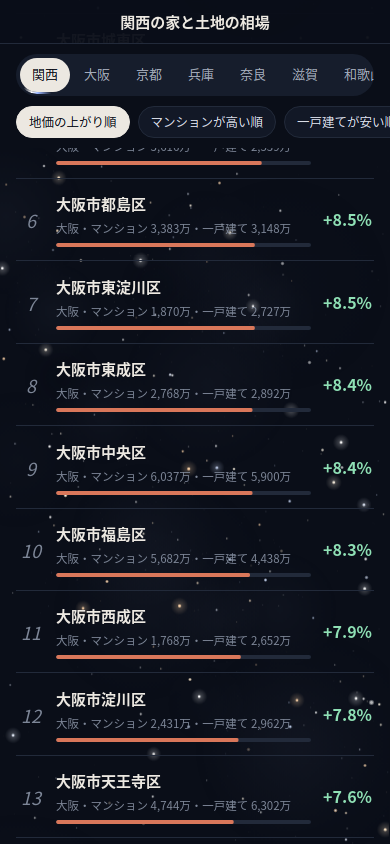 関西の家と土地の相場
関西 大阪 京都 兵庫 奈良 滋賀 和歌
地価の上がり順 マンションが高い順 一戸建てが安い順
6 大阪市都島区 +8.5%
大阪・マンション 3,383万・一戸建て 3,148万
7 大阪市東淀川区 +8.5%
大阪・マンション 1,870万・一戸建て 2,727万
8 大阪市東成区 +8.4%
大阪・マンション 2,768万・一戸建て 2,892万
9 大阪市中央区 +8.4%
大阪・マンション 6,037万・一戸建て 5,900万
10 大阪市福島区 +8.3%
大阪・マンション 5,682万・一戸建て 4,438万
11 大阪市西成区 +7.9%
大阪・マンション 1,768万・一戸建て 2,652万
12 大阪市淀川区 +7.8%
大阪・マンション 2,431万・一戸建て 2,962万
13 大阪市天王寺区 +7.6%
大阪・マンション 4,744万・一戸建て 6,302万